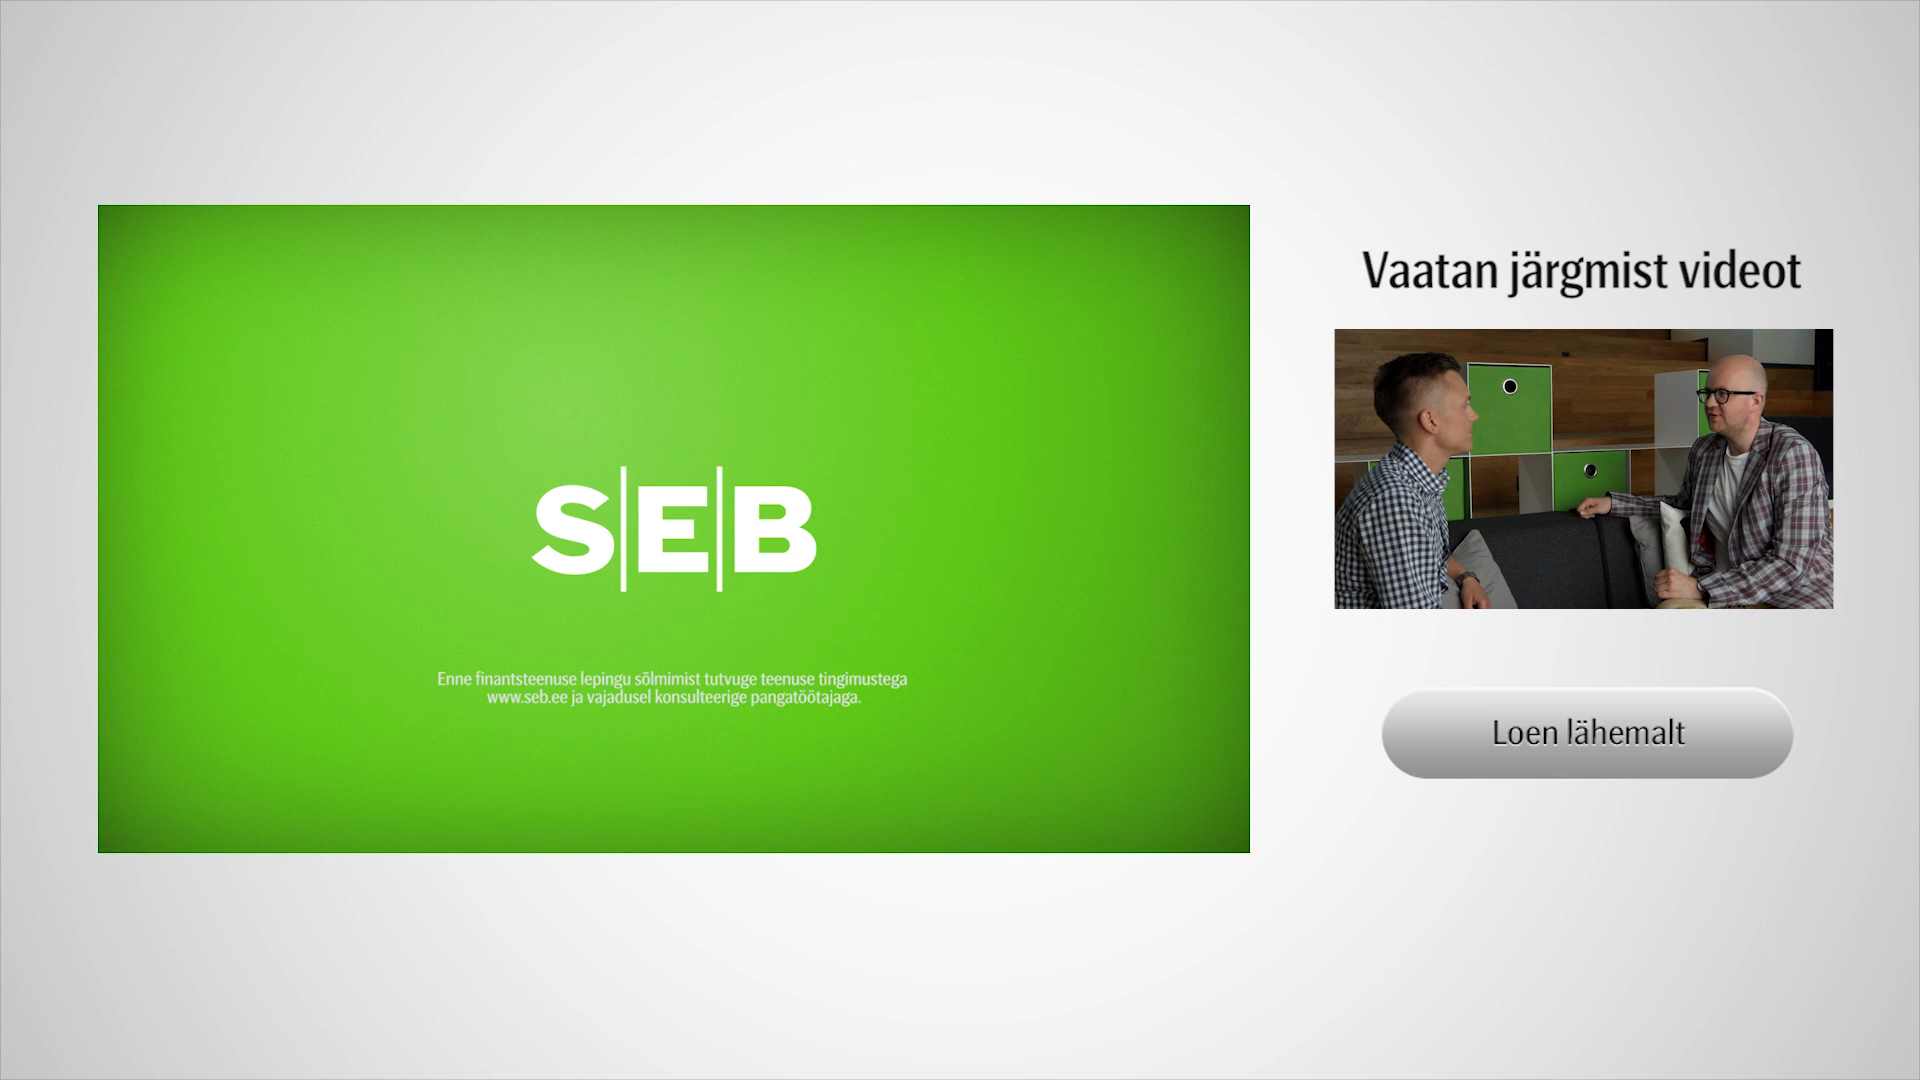 SEB
Enne finantsteenuse lepingu sõlmimist tutvuge teenuse tingimustega
www.seb.ee ja vajadusel konsulteerige pangatöötajaga.
Vaatan järgmist videot
Loen lähemalt